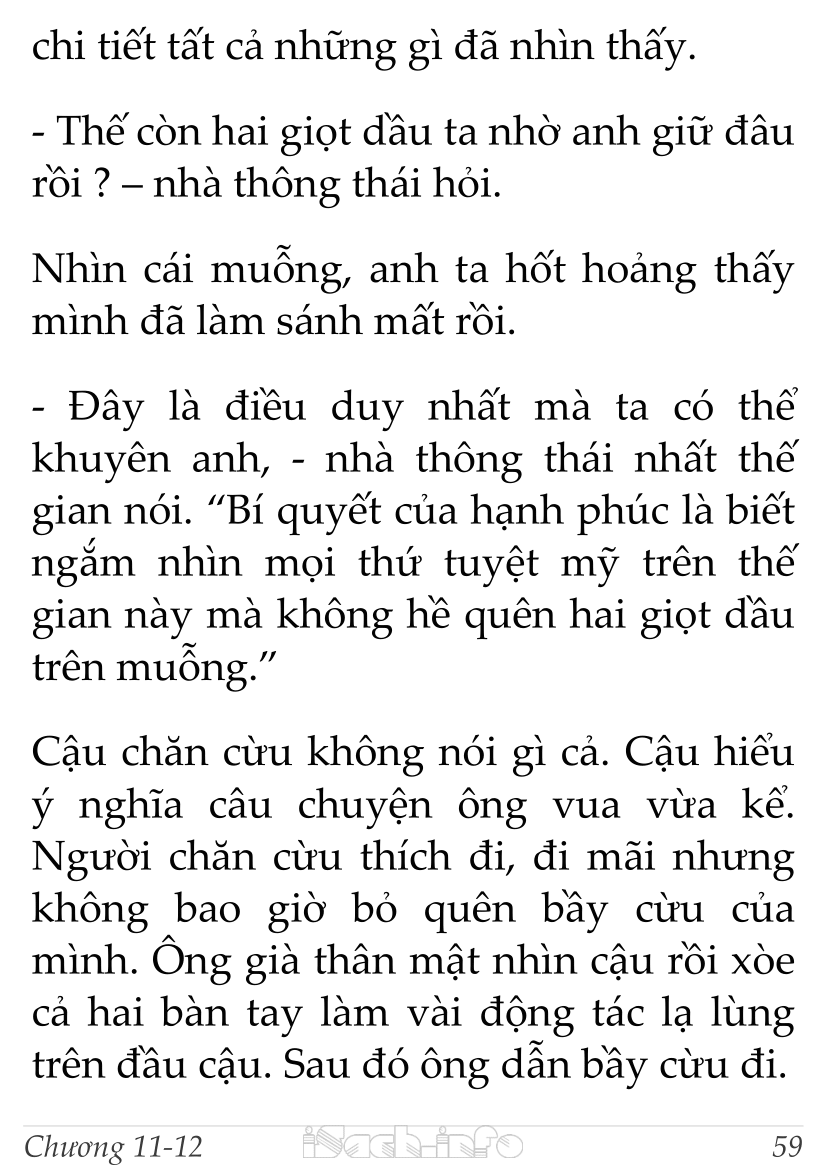 chi tiết tất cả những gì đã nhìn thấy.
- Thế còn hai giọt dầu ta nhờ anh giữ đâu
rồi ? – nhà thông thái hỏi.
Nhìn cái muỗng, anh ta hốt hoảng thấy
mình đã làm sánh mất rồi.
- Đây là điều duy nhất mà ta có thể
khuyên anh, - nhà thông thái nhất thế
gian nói. “Bí quyết của hạnh phúc là biết
ngắm nhìn mọi thứ tuyệt mỹ trên thế
gian này mà không hề quên hai giọt dầu
trên muỗng.”
Cậu chăn cừu không nói gì cả. Cậu hiểu
ý nghĩa câu chuyện ông vua vừa kể.
Người chăn cừu thích đi, đi mãi nhưng
không bao giờ bỏ quên bầy cừu của
mình. Ông già thân mật nhìn cậu rồi xòe
cả hai bàn tay làm vài động tác lạ lùng
trên đầu cậu. Sau đó ông dẫn bầy cừu đi.
Chương 11-12 iSach.info 59